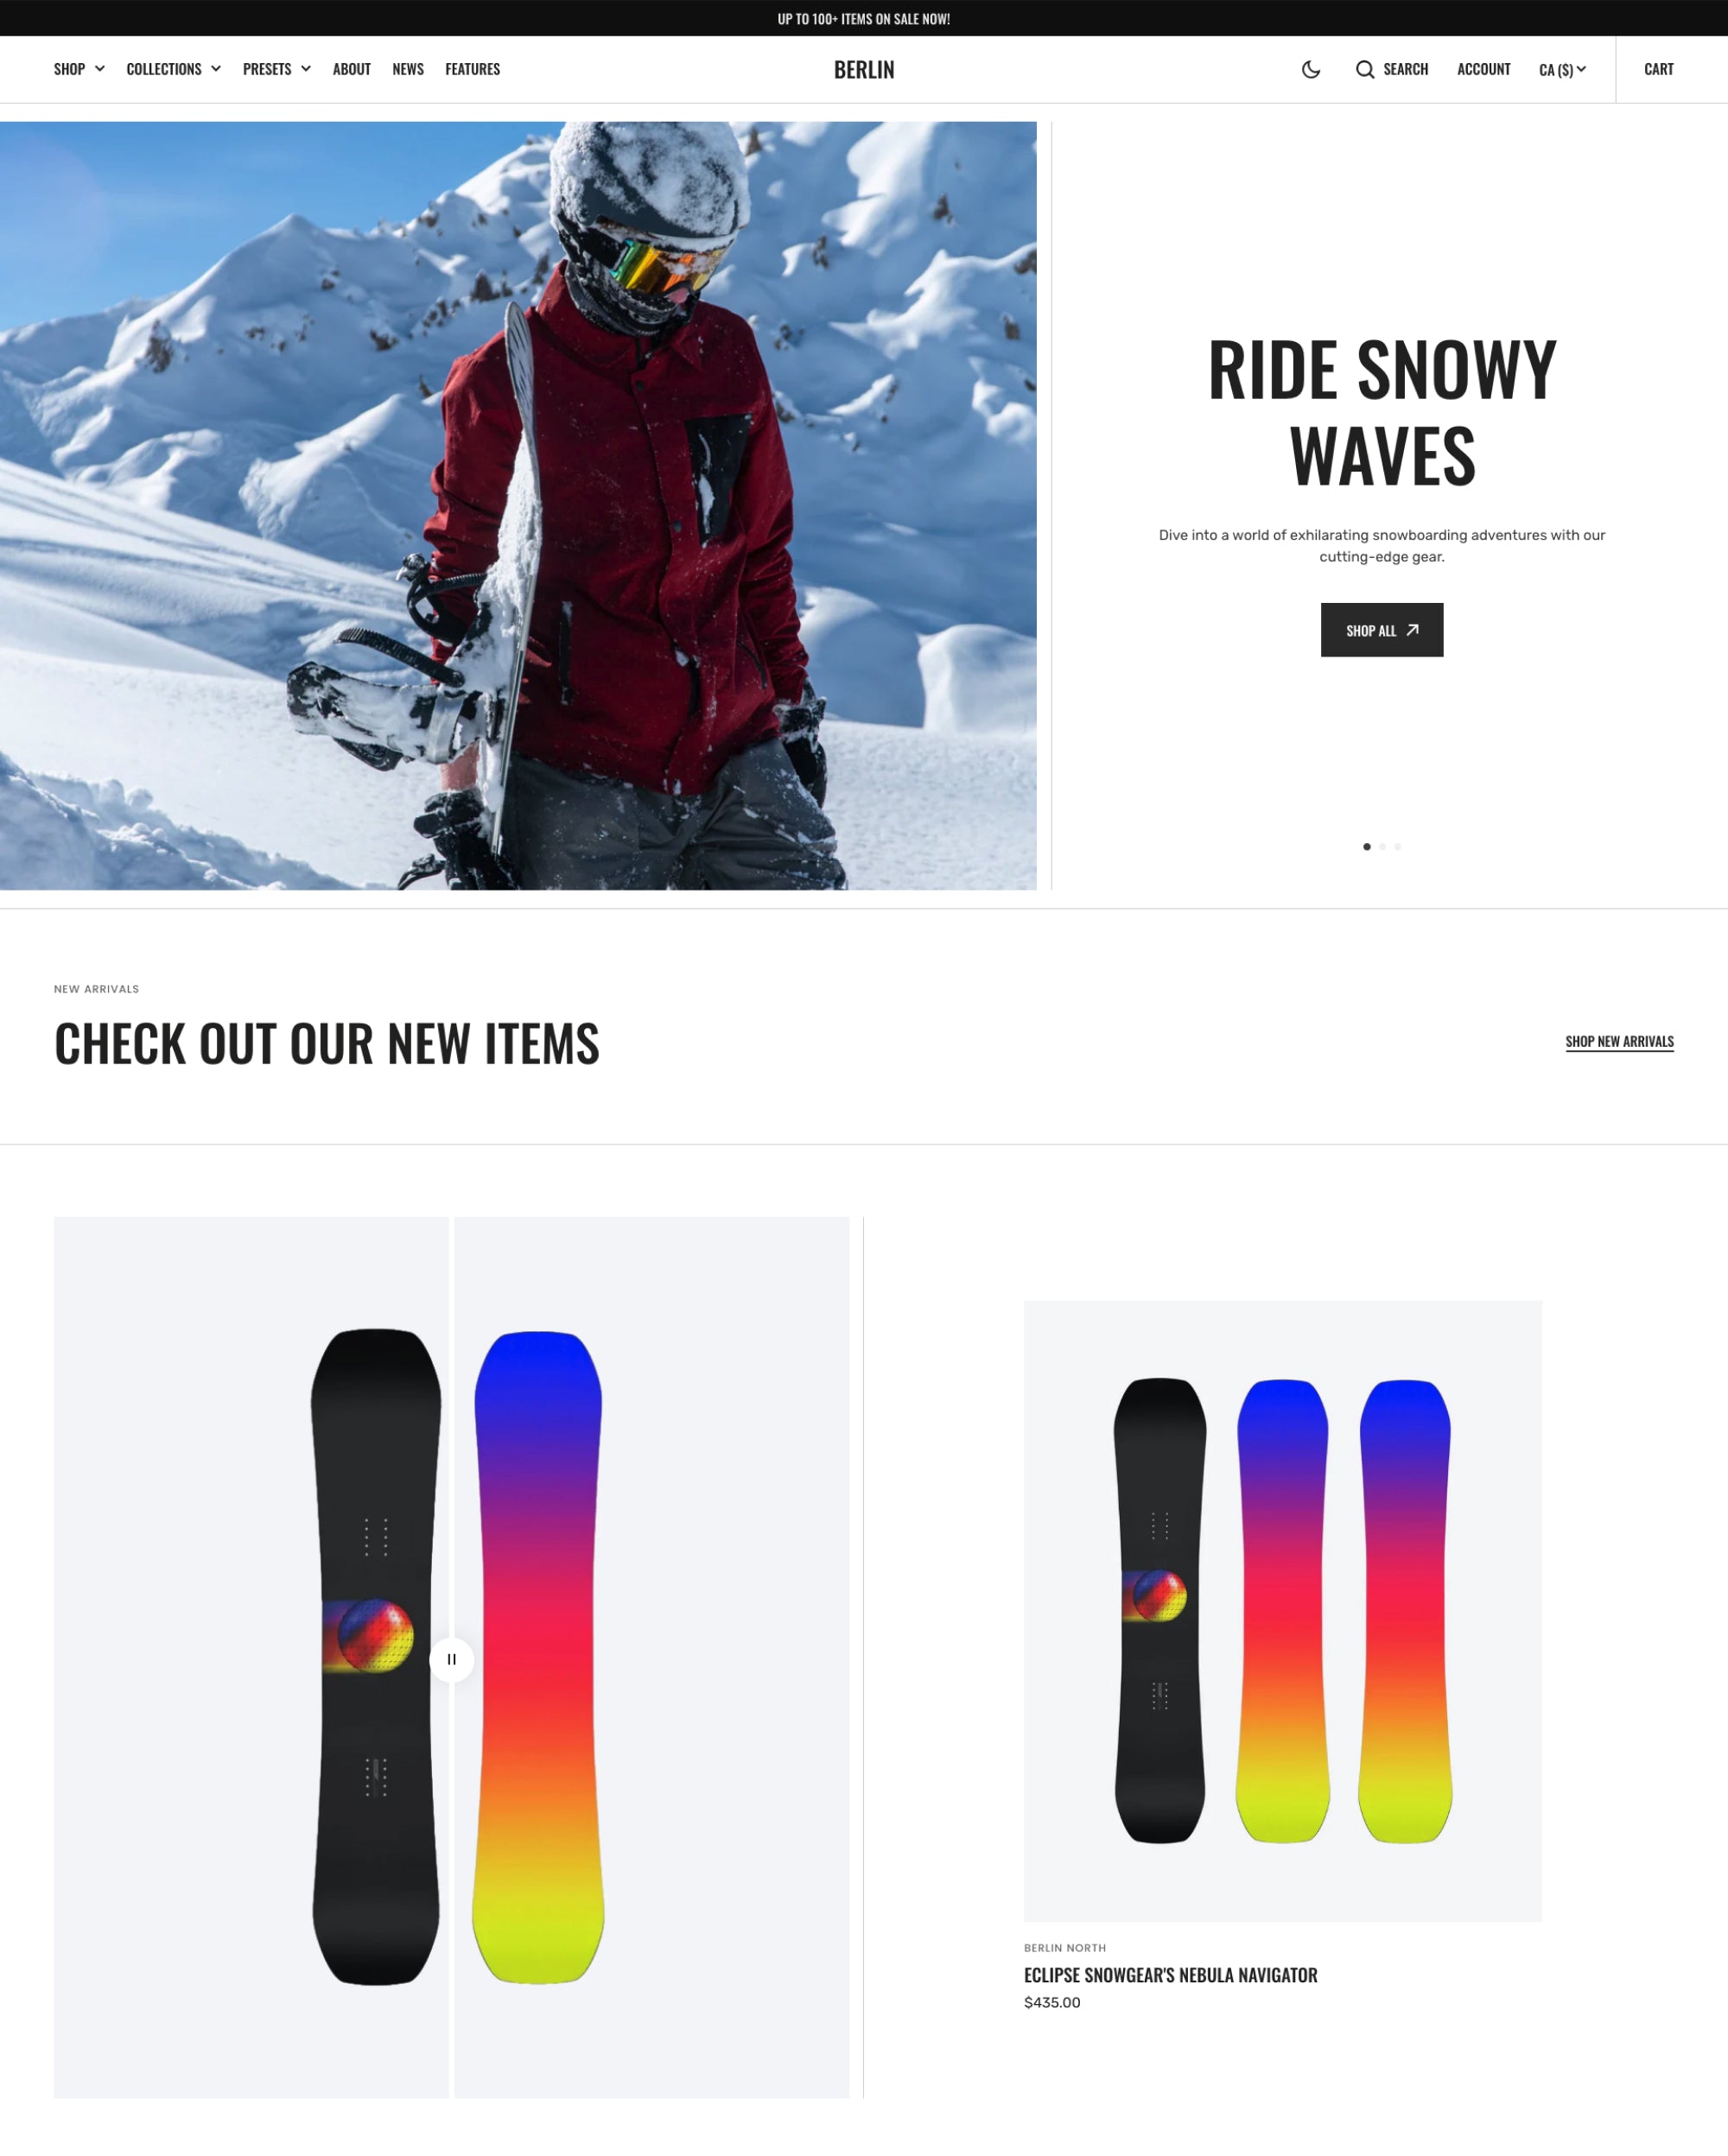 UP TO 100+ ITEMS ON SALE NOW!
SHOP COLLECTIONS PRESETS ABOUT NEWS FEATURES BERLIN SEARCH ACCOUNT CA ($) CART
RIDE SNOWY
WAVES
Dive into a world of exhilarating snowboarding adventures with our
cutting-edge gear.
SHOP ALL
NEW ARRIVALS
CHECK OUT OUR NEW ITEMS
SHOP NEW ARRIVALS
BERLIN NORTH
ECLIPSE SNOWGEAR'S NEBULA NAVIGATOR
$435.00